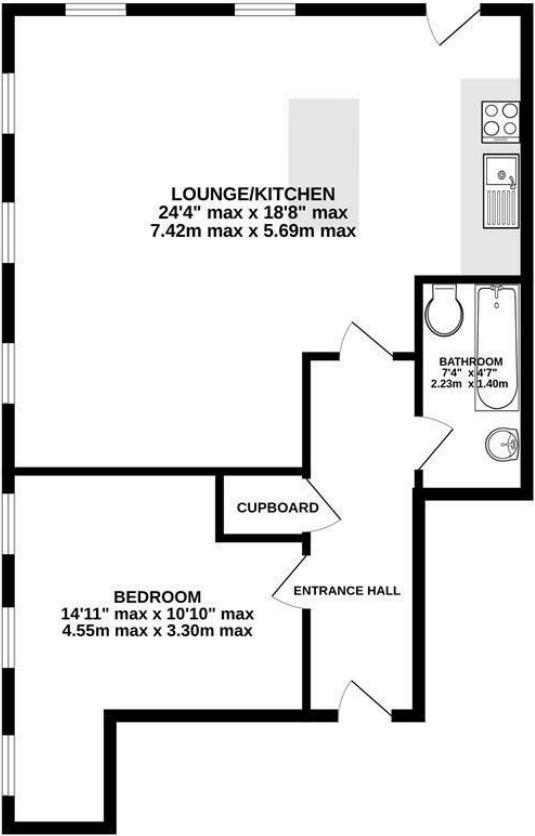 LOUNGE/KITCHEN
24'4" max x 18'8" max
7.42m max x 5.69m max
BATHROOM
7'4" x 4'7"
2.23m x 1.40m
CUPBOARD
ENTRANCE HALL
BEDROOM
14'11" max x 10'10" max
4.55m max x 3.30m max